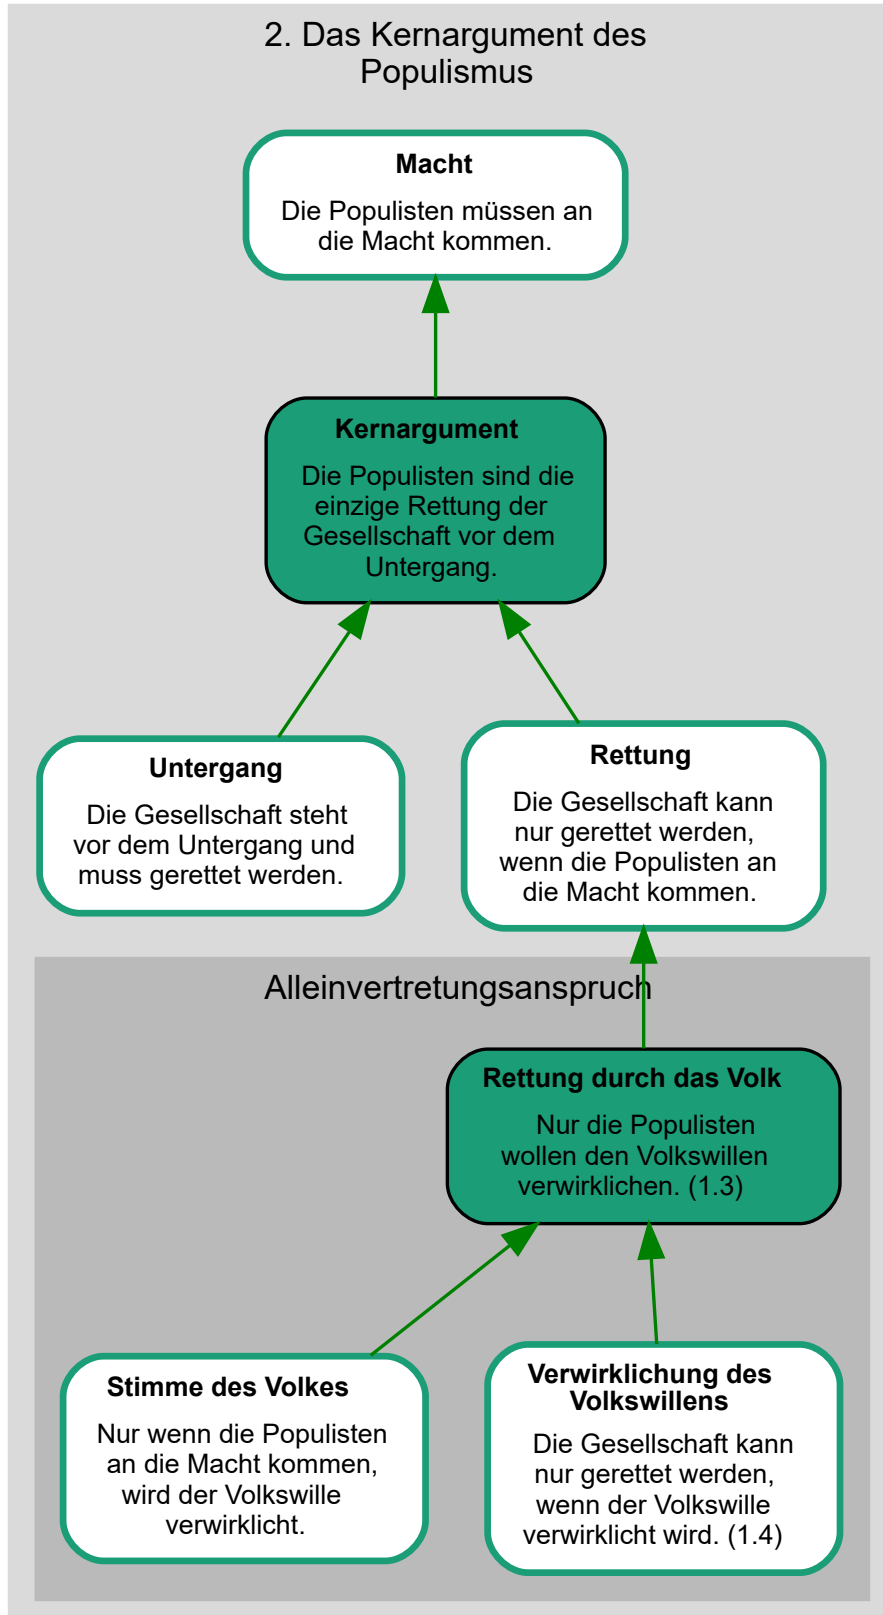 2. Das Kernargument des
Populismus
Macht
Die Populisten müssen an
die Macht kommen.
Kernargument
Die Populisten sind die
einzige Rettung der
Gesellschaft vor dem
Untergang.
Untergang
Die Gesellschaft steht
vor dem Untergang und
muss gerettet werden.
Rettung
Die Gesellschaft kann
nur gerettet werden,
wenn die Populisten an
die Macht kommen.
Alleinvertretungsanspruch
Rettung durch das Volk
Nur die Populisten
wollen den Volkswillen
verwirklichen. (1.3)
Stimme des Volkes
Nur wenn die Populisten
an die Macht kommen,
wird der Volkswille
verwirklicht.
Verwirklichung des
Volkswillens
Die Gesellschaft kann
nur gerettet werden,
wenn der Volkswille
verwirklicht wird. (1.4)